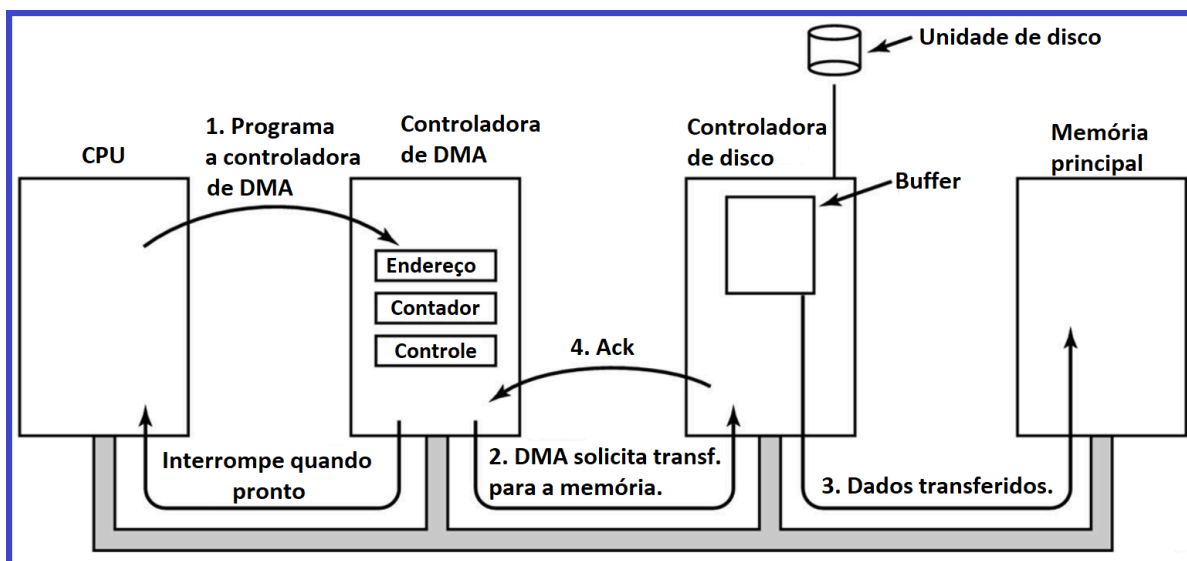 Unidade de disco
1. Programa
a controladora
de DMA
CPU
Controladora
de DMA
Controladora
de disco
Memória
principal
Buffer
Endereço
Contador
Controle
4. Ack
Interrompe quando
pronto
2. DMA solicita transf.
para a memória.
3. Dados transferidos.